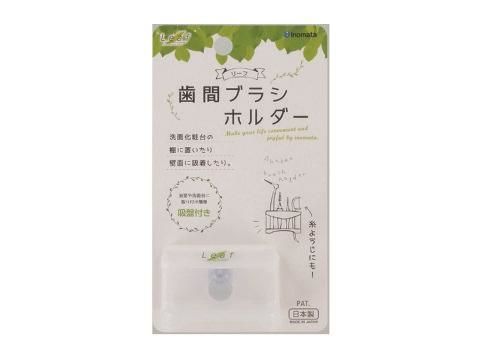 Leaf
inomata
リーフ
歯間ブラシ
ホルダー
Make your life convenient and
joyful by inomata.
洗面化粧台の
棚に置いたり
壁面に吸着したり。
吸盤付き
糸ようじにも!
Leaf
PAT.
日本製
MADE IN JAPAN